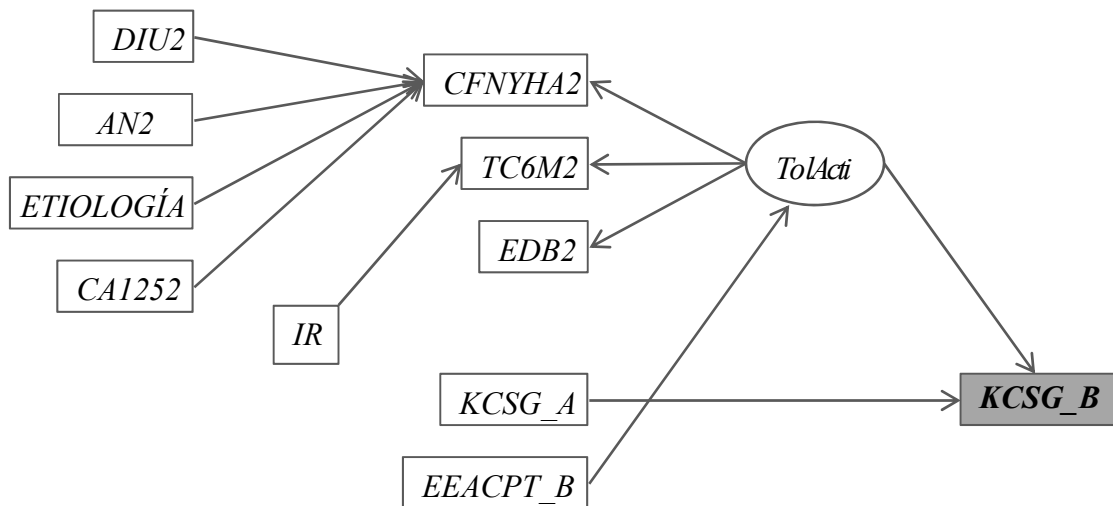 DIU2
CFNYHA2
AN2
TC6M2
TolActi
ETIOLOGÍA
EDB2
CA1252
IR
KCSG_A
KCSG_B
EEACPT_B